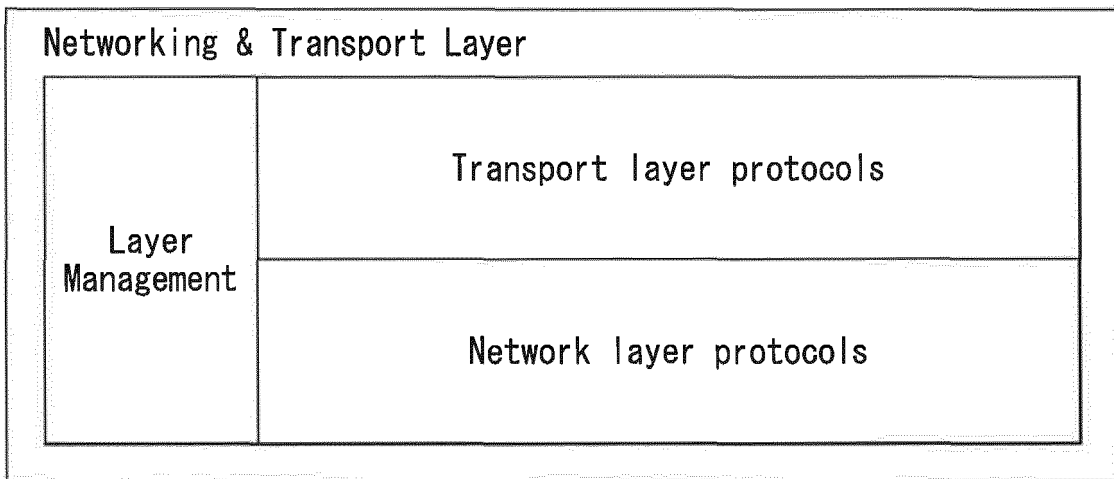 Networking & Transport Layer
Transport layer protocols
Layer
Management
Network layer protocols